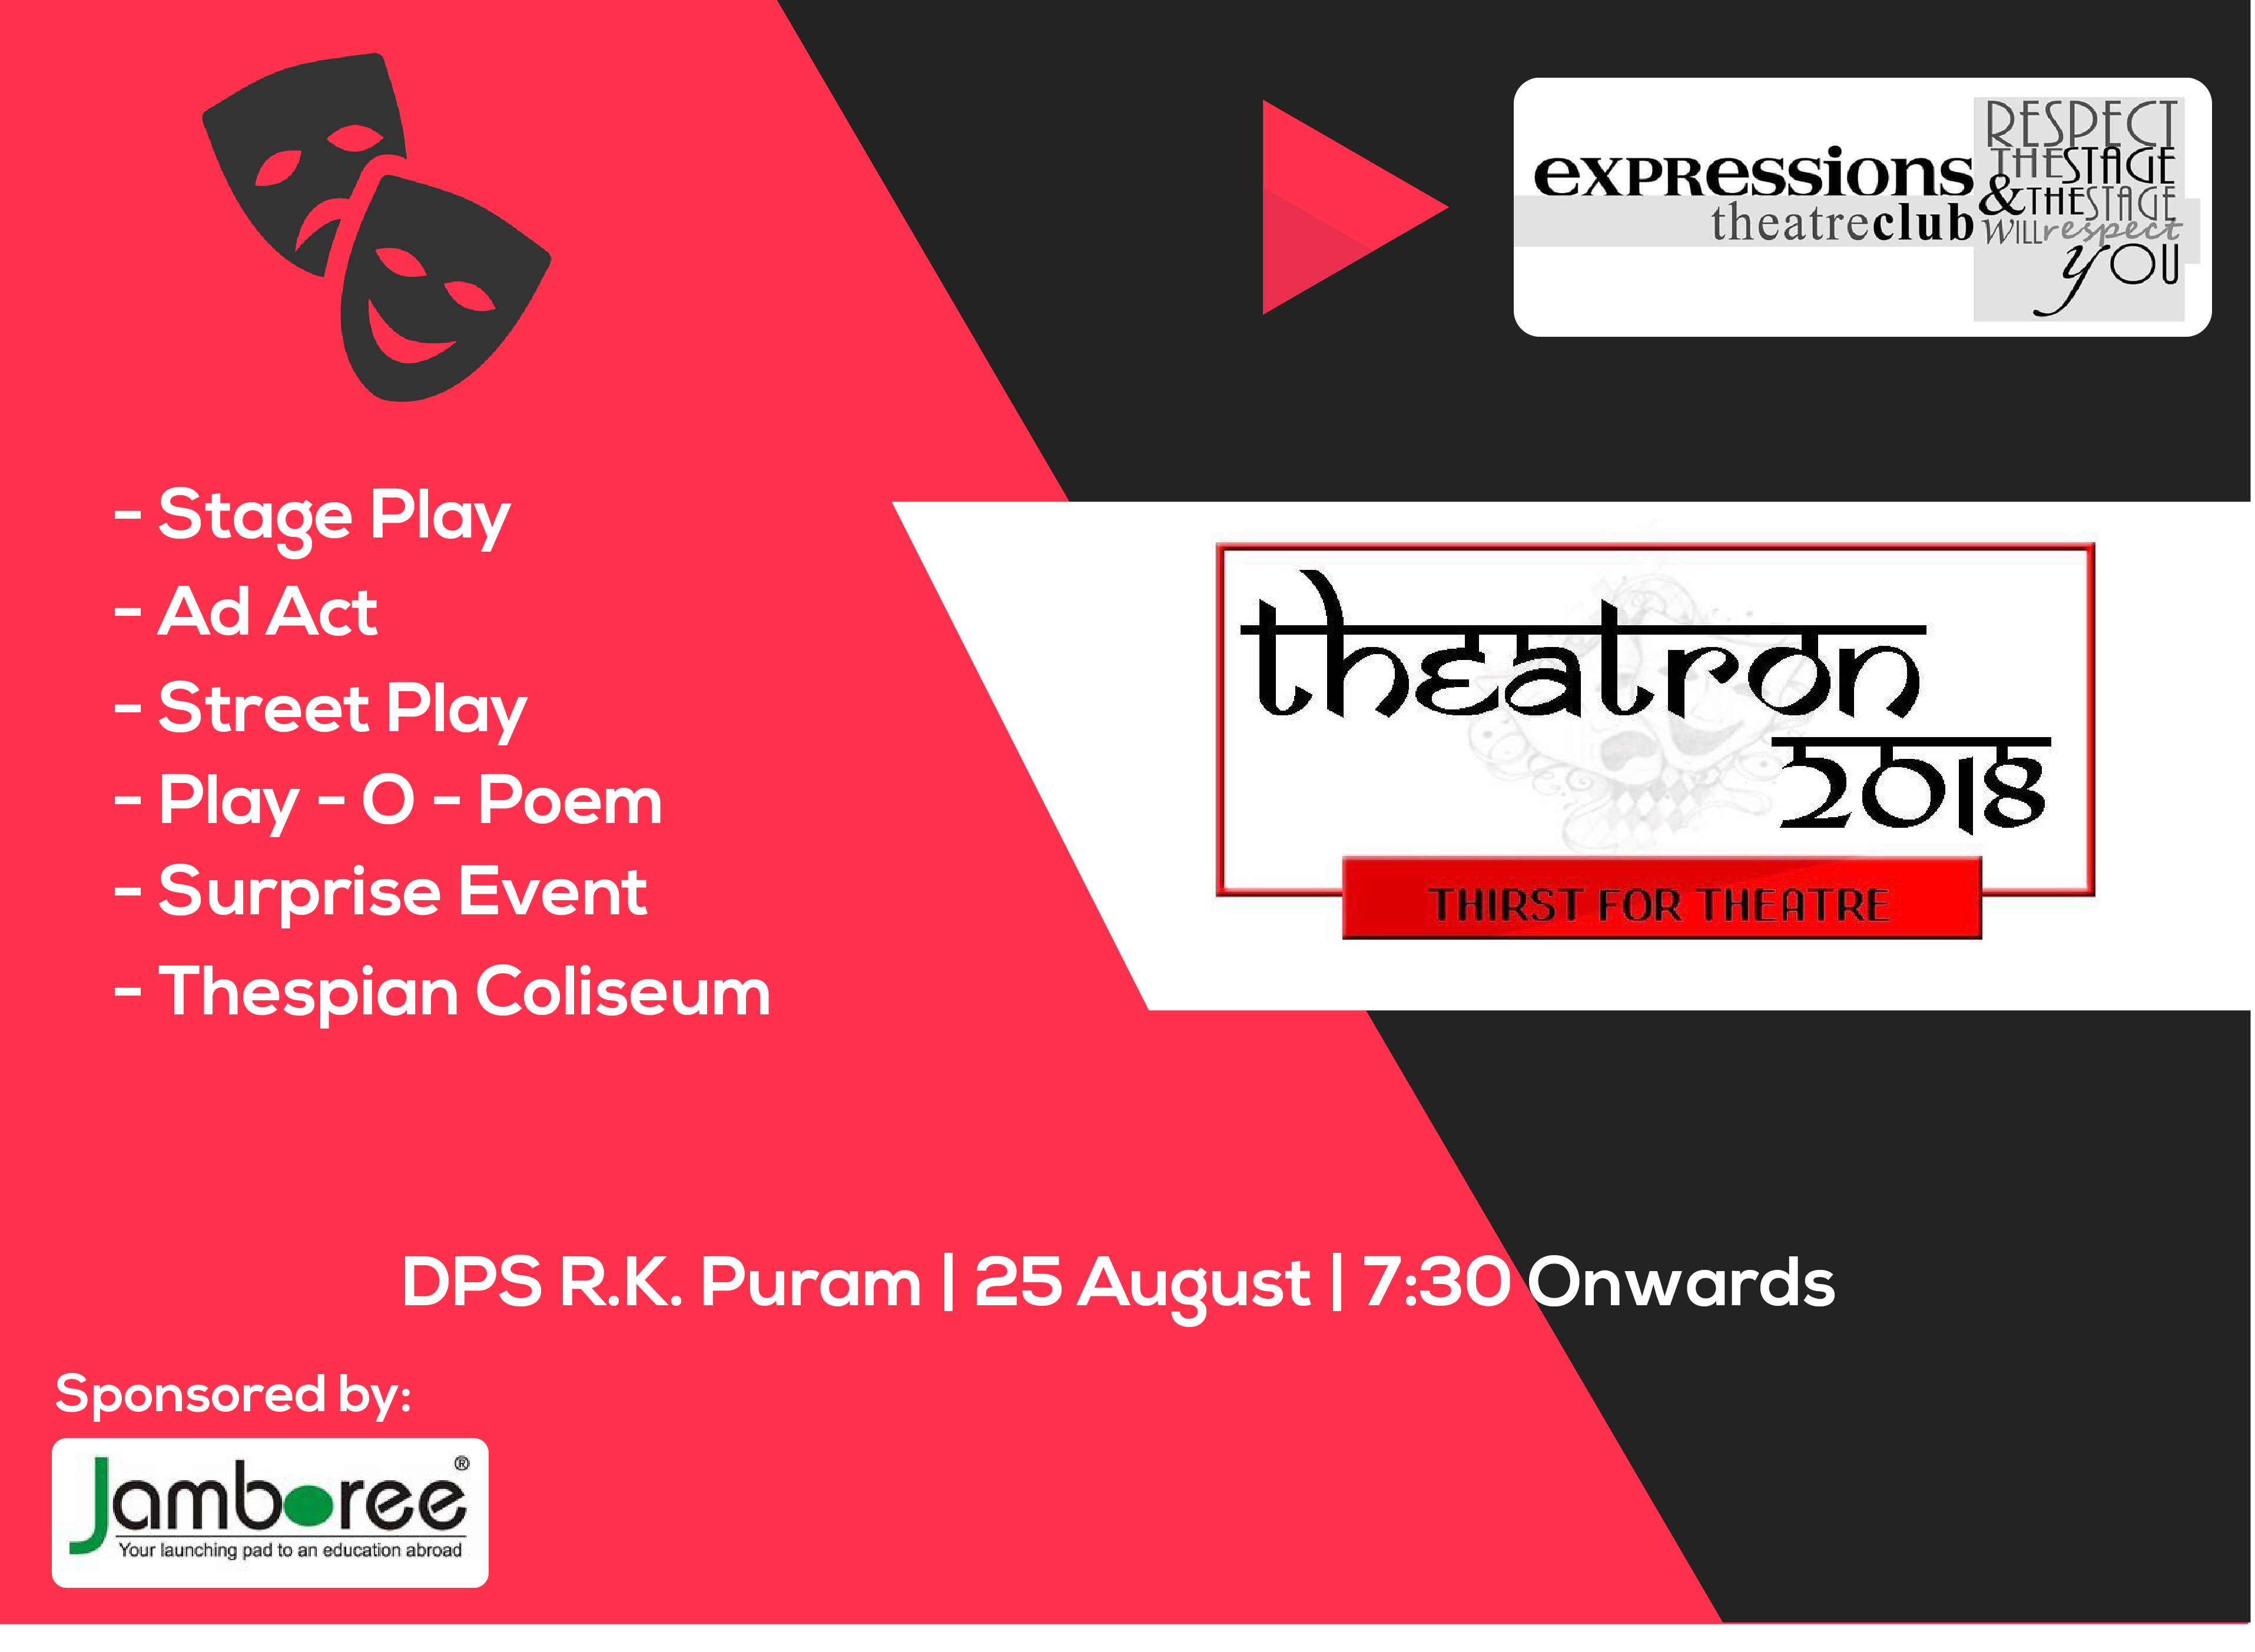 expressions
theatreclub
RESPECT
THE STAGE
& THE STAGE
WILL respect
YOU
- Stage Play
- Ad Act
- Street Play
- Play - O - Poem
- Surprise Event
- Thespian Coliseum
theatron
2018
THIRST FOR THEATRE
DPS R.K. Puram | 25 August | 7:30 Onwards
Sponsored by:
Jamboree®
Your launching pad to an education abroad